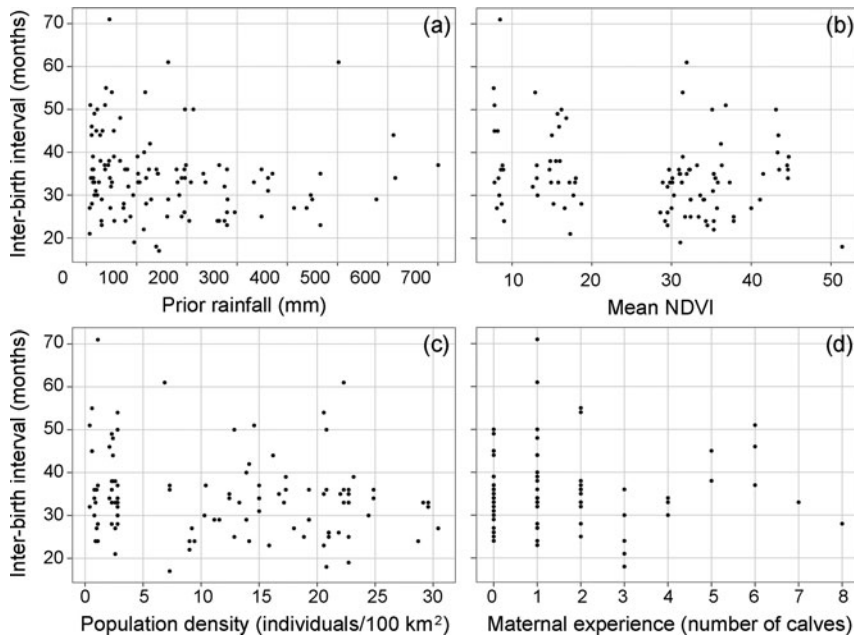 (a)
Inter-birth interval (months)
70
60
50
40
30
20
0 100 200 300 400 500 600 700
Prior rainfall (mm)
(b)
10 20 30 40 50
Mean NDVI
(c)
Inter-birth interval (months)
70
60
50
40
30
20
0 5 10 15 20 25 30
Population density (individuals/100 km²)
(d)
0 1 2 3 4 5 6 7 8
Maternal experience (number of calves)